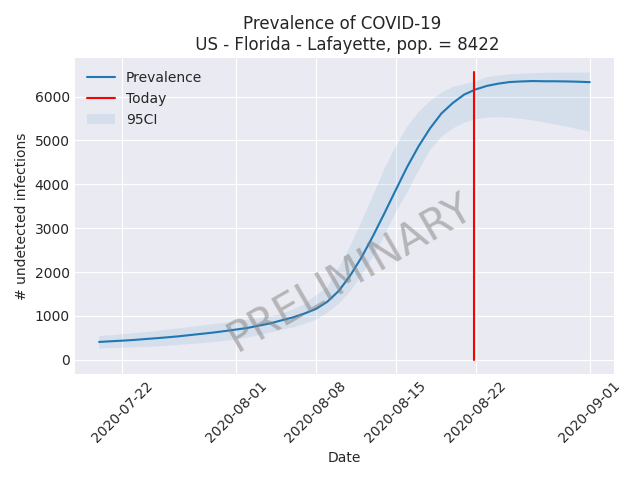 Prevalence of COVID-19
US - Florida - Lafayette, pop. = 8422
Prevalence
Today
95CI
6000
5000
4000
3000
2000
1000
0
# undetected infections
PRELIMINARY
2020-07-22
2020-08-01
2020-08-08
2020-08-15
2020-08-22
2020-09-01
Date